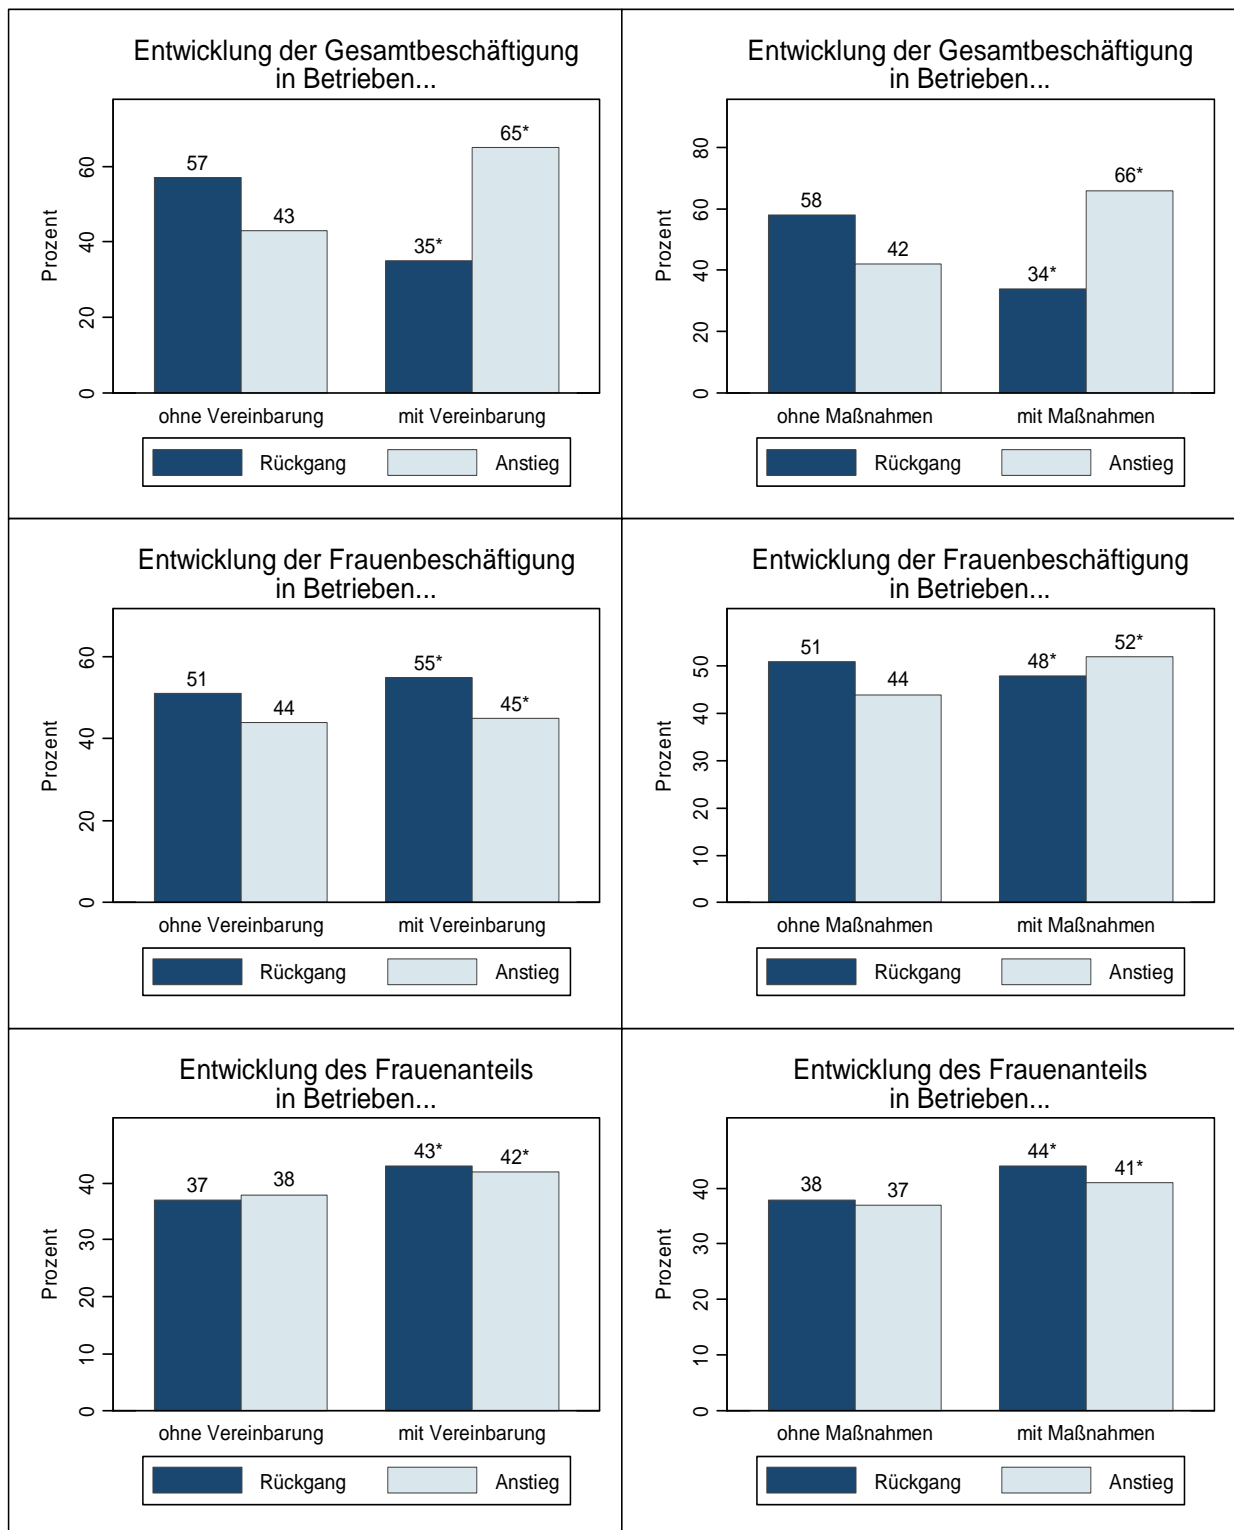 Entwicklung der Gesamtbeschäftigung
in Betrieben...
Prozent
0
20
40
60
57
43
35*
65*
ohne Vereinbarung
mit Vereinbarung
Rückgang
Anstieg
Entwicklung der Gesamtbeschäftigung
in Betrieben...
Prozent
0
20
40
60
80
58
42
34*
66*
ohne Maßnahmen
mit Maßnahmen
Rückgang
Anstieg
Entwicklung der Frauenbeschäftigung
in Betrieben...
Prozent
0
20
40
60
51
44
55*
45*
ohne Vereinbarung
mit Vereinbarung
Rückgang
Anstieg
Entwicklung der Frauenbeschäftigung
in Betrieben...
Prozent
0
10
20
30
40
50
51
44
48*
52*
ohne Maßnahmen
mit Maßnahmen
Rückgang
Anstieg
Entwicklung des Frauenanteils
in Betrieben...
Prozent
0
10
20
30
40
37
38
43*
42*
ohne Vereinbarung
mit Vereinbarung
Rückgang
Anstieg
Entwicklung des Frauenanteils
in Betrieben...
Prozent
0
10
20
30
40
38
37
44*
41*
ohne Maßnahmen
mit Maßnahmen
Rückgang
Anstieg